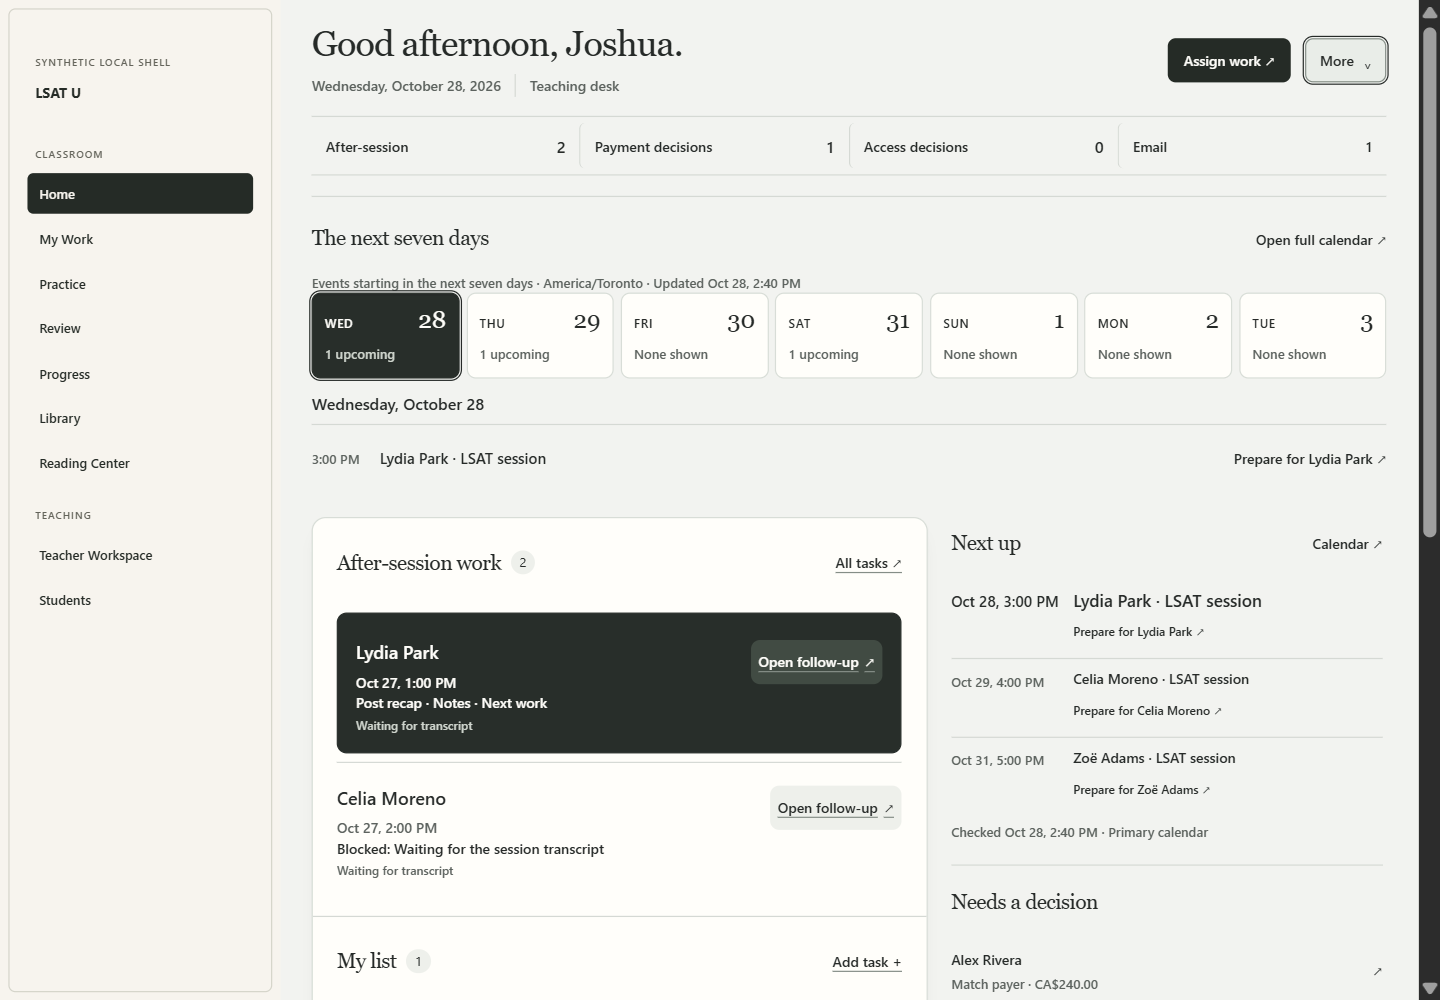 SYNTHETIC LOCAL SHELL
LSAT U
CLASSROOM
Home
My Work
Practice
Review
Progress
Library
Reading Center
TEACHING
Teacher Workspace
Students
Good afternoon, Joshua.
Wednesday, October 28, 2026
Teaching desk
Assign work ↗
More v
After-session 2
Payment decisions 1
Access decisions 0
Email 1
The next seven days
Open full calendar ↗
Events starting in the next seven days · America/Toronto · Updated Oct 28, 2:40 PM
WED 28
1 upcoming
THU 29
1 upcoming
FRI 30
None shown
SAT 31
1 upcoming
SUN 1
None shown
MON 2
None shown
TUE 3
None shown
Wednesday, October 28
3:00 PM Lydia Park · LSAT session
Prepare for Lydia Park ↗
After-session work 2
All tasks ↗
Lydia Park
Oct 27, 1:00 PM
Post recap · Notes · Next work
Waiting for transcript
Open follow-up ↗
Celia Moreno
Oct 27, 2:00 PM
Blocked: Waiting for the session transcript
Waiting for transcript
Open follow-up ↗
My list 1
Add task +
Next up
Calendar ↗
Oct 28, 3:00 PM Lydia Park · LSAT session
Prepare for Lydia Park ↗
Oct 29, 4:00 PM Celia Moreno · LSAT session
Prepare for Celia Moreno ↗
Oct 31, 5:00 PM Zoë Adams · LSAT session
Prepare for Zoë Adams ↗
Checked Oct 28, 2:40 PM · Primary calendar
Needs a decision
Alex Rivera
Match payer · CA$240.00
↗